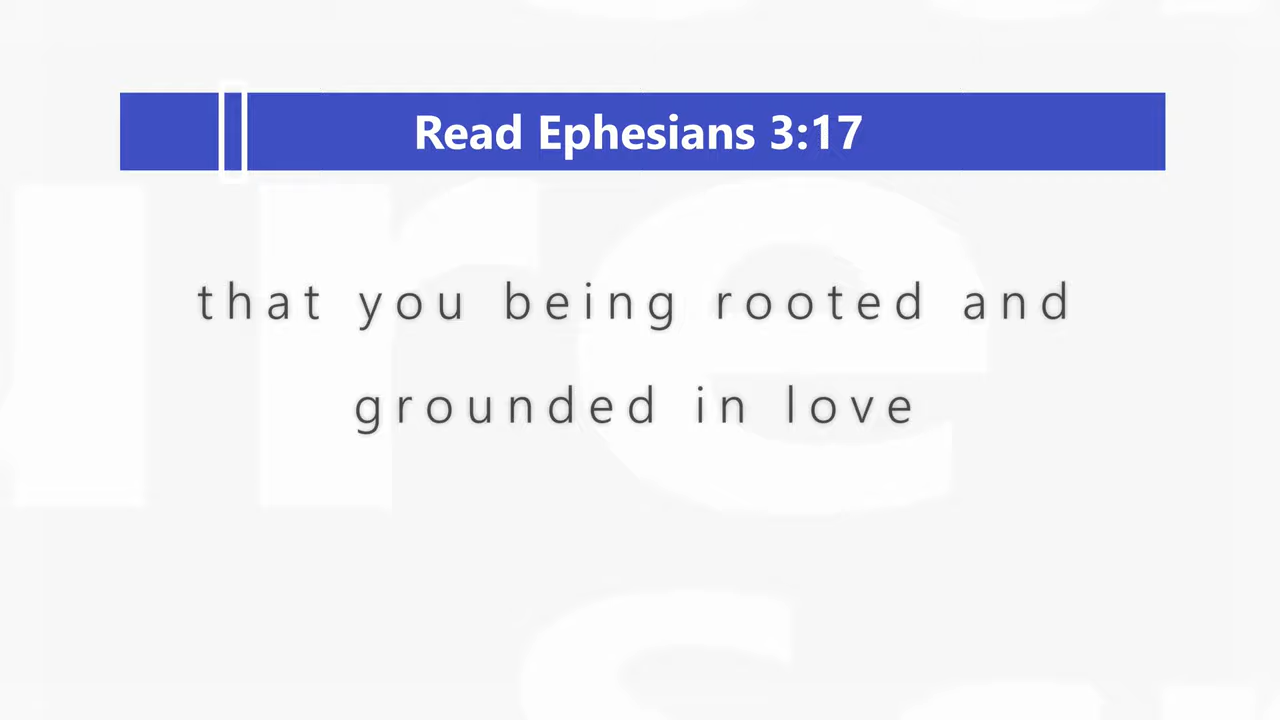 Read Ephesians 3:17
that you being rooted and
grounded in love